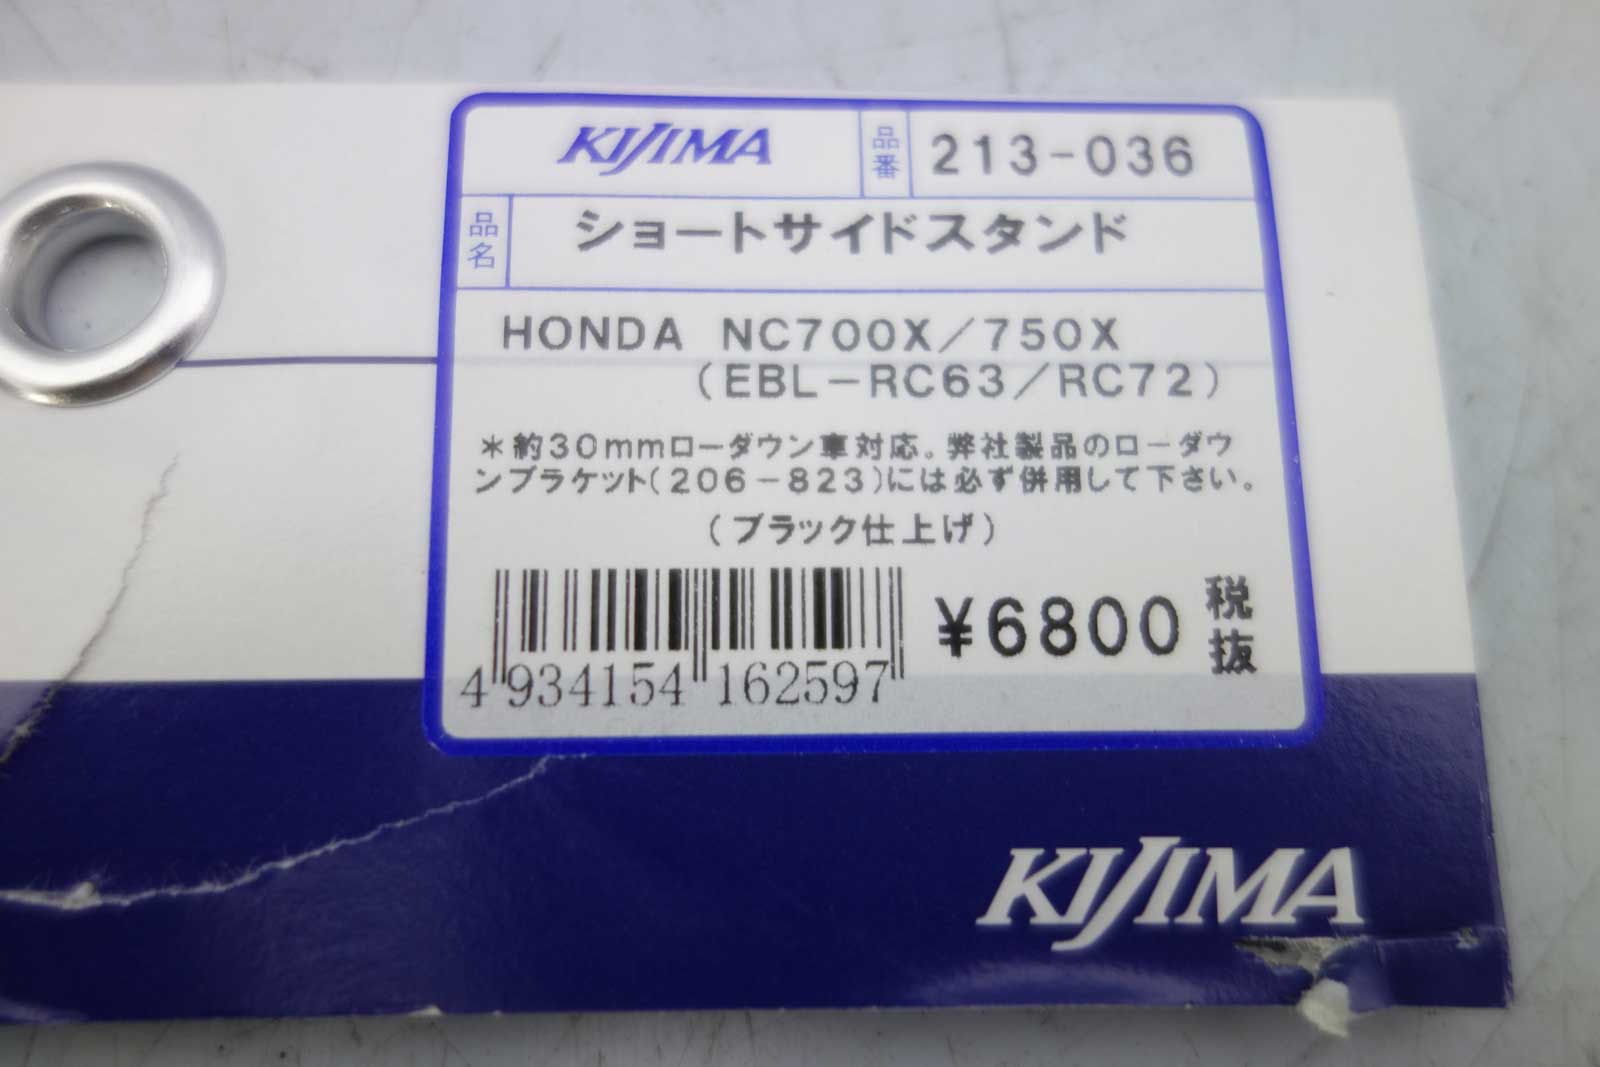 KIJIMA
品番
213-036
品名
ショートサイドスタンド
HONDA NC700X／750X
（EBL－RC63／RC72）
＊約30mmローダウン車対応。弊社製品のローダウ
ンブラケット（206－823）には必ず併用して下さい。
（ブラック仕上げ）
¥6800 税抜
4 934154 162597
KIJIMA